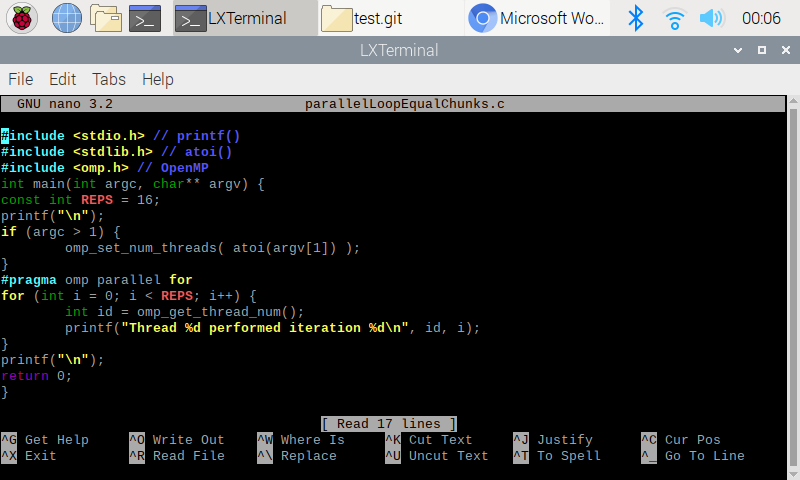 LXTerminal test.git Microsoft Wo... 00:06
LXTerminal
File Edit Tabs Help
GNU nano 3.2 parallelLoopEqualChunks.c
#include <stdio.h> // printf()
#include <stdlib.h> // atoi()
#include <omp.h> // OpenMP
int main(int argc, char** argv) {
const int REPS = 16;
printf("\n");
if (argc > 1) {
        omp_set_num_threads( atoi(argv[1]) );
}
#pragma omp parallel for
for (int i = 0; i < REPS; i++) {
        int id = omp_get_thread_num();
        printf("Thread %d performed iteration %d\n", id, i);
}
printf("\n");
return 0;
}
[ Read 17 lines ]
^G Get Help ^O Write Out ^W Where Is ^K Cut Text ^J Justify ^C Cur Pos
^X Exit ^R Read File ^\ Replace ^U Uncut Text ^T To Spell ^_ Go To Line